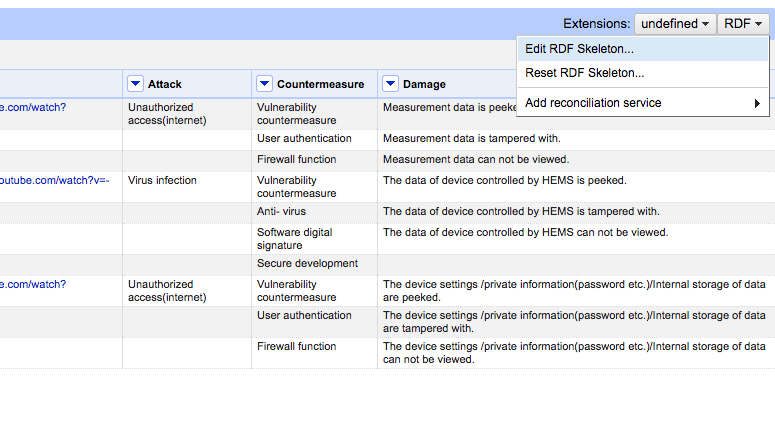 Extensions: undefined RDF
Edit RDF Skeleton...
Reset RDF Skeleton...
Add reconciliation service
Attack Countermeasure Damage
e.com/watch? Unauthorized Vulnerability Measurement data is peeke
access(internet) countermeasure
User authentication Measurement data is tampered with.
Firewall function Measurement data can not be viewed.
outube.com/watch?v=- Virus infection Vulnerability The data of device controlled by HEMS is peeked.
countermeasure
Anti- virus The data of device controlled by HEMS is tampered with.
Software digital The data of device controlled by HEMS can not be viewed.
signature
Secure development
e.com/watch? Unauthorized Vulnerability The device settings /private information(password etc.)/Internal storage of data
access(internet) countermeasure are peeked.
User authentication The device settings /private information(password etc.)/Internal storage of data
are tampered with.
Firewall function The device settings /private information(password etc.)/Internal storage of data
can not be viewed.